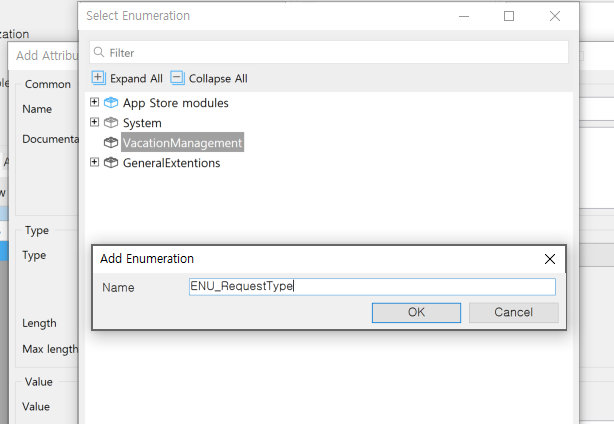 Select Enumeration
zation
Add Attribu
Filter
Expand All
Collapse All
Common
App Store modules
Name
System
Documenta
VacationManagement
GeneralExtentions
Type
Add Enumeration
Type
Name
ENU_RequestType
OK
Cancel
Length
Max length
Value
Value